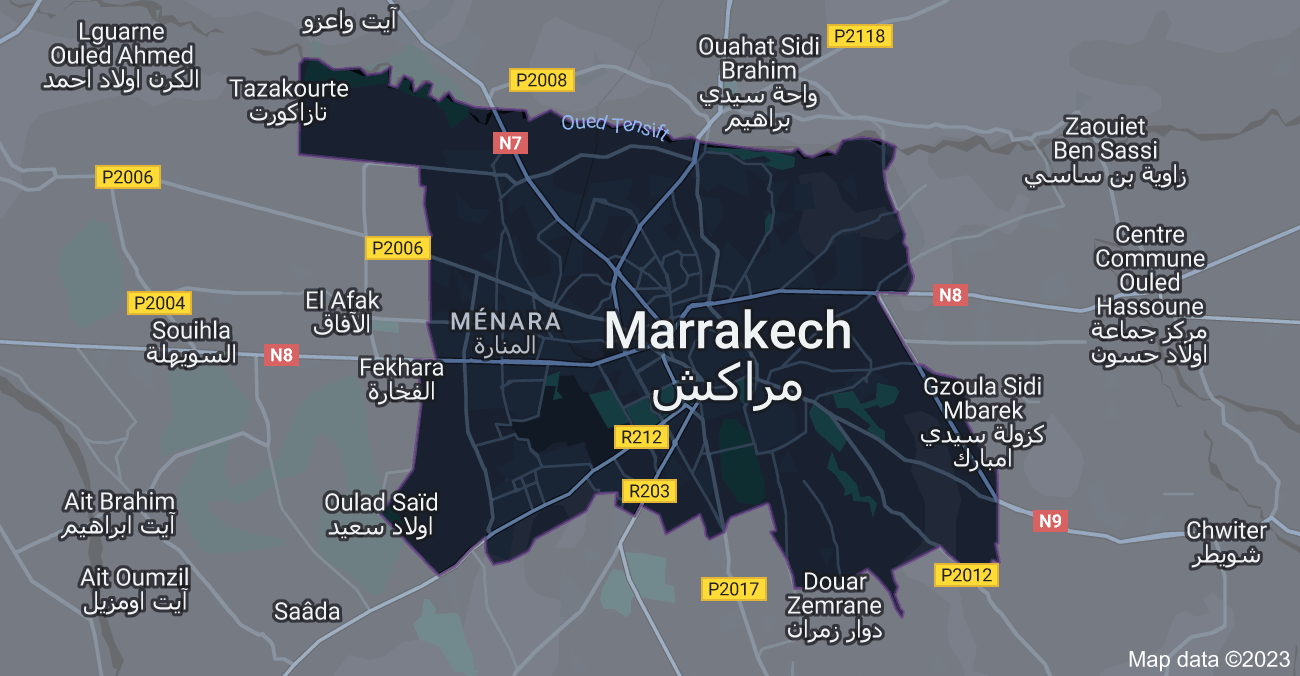 آيت واعزو
Lguarne
Ouled Ahmed
الكرن اولاد احمد
Tazakourte
تازاكورت
P2008
Ouahat Sidi
Brahim
واحة سيدي
براهيم
P2118
Oued Tensift
N7
Zaouiet
Ben Sassi
زاوية بن ساسي
P2006
P2006
Centre
Commune
Ouled
Hassoune
مركز جماعة
اولاد حسون
P2004
Souihla
السويهلة
El Afak
الآفاق
N8
MÉNARA
المنارة
Marrakech
مراكش
N8
Fekhara
الفخارة
Gzoula Sidi
Mbarek
كزولة سيدي
امبارك
R212
R203
Ait Brahim
آيت ابراهيم
Oulad Saïd
اولاد سعيد
N9
Chwiter
شويطر
Ait Oumzil
آيت اومزيل
Saâda
P2017
Douar
Zemrane
دوار زمران
P2012
Map data ©2023